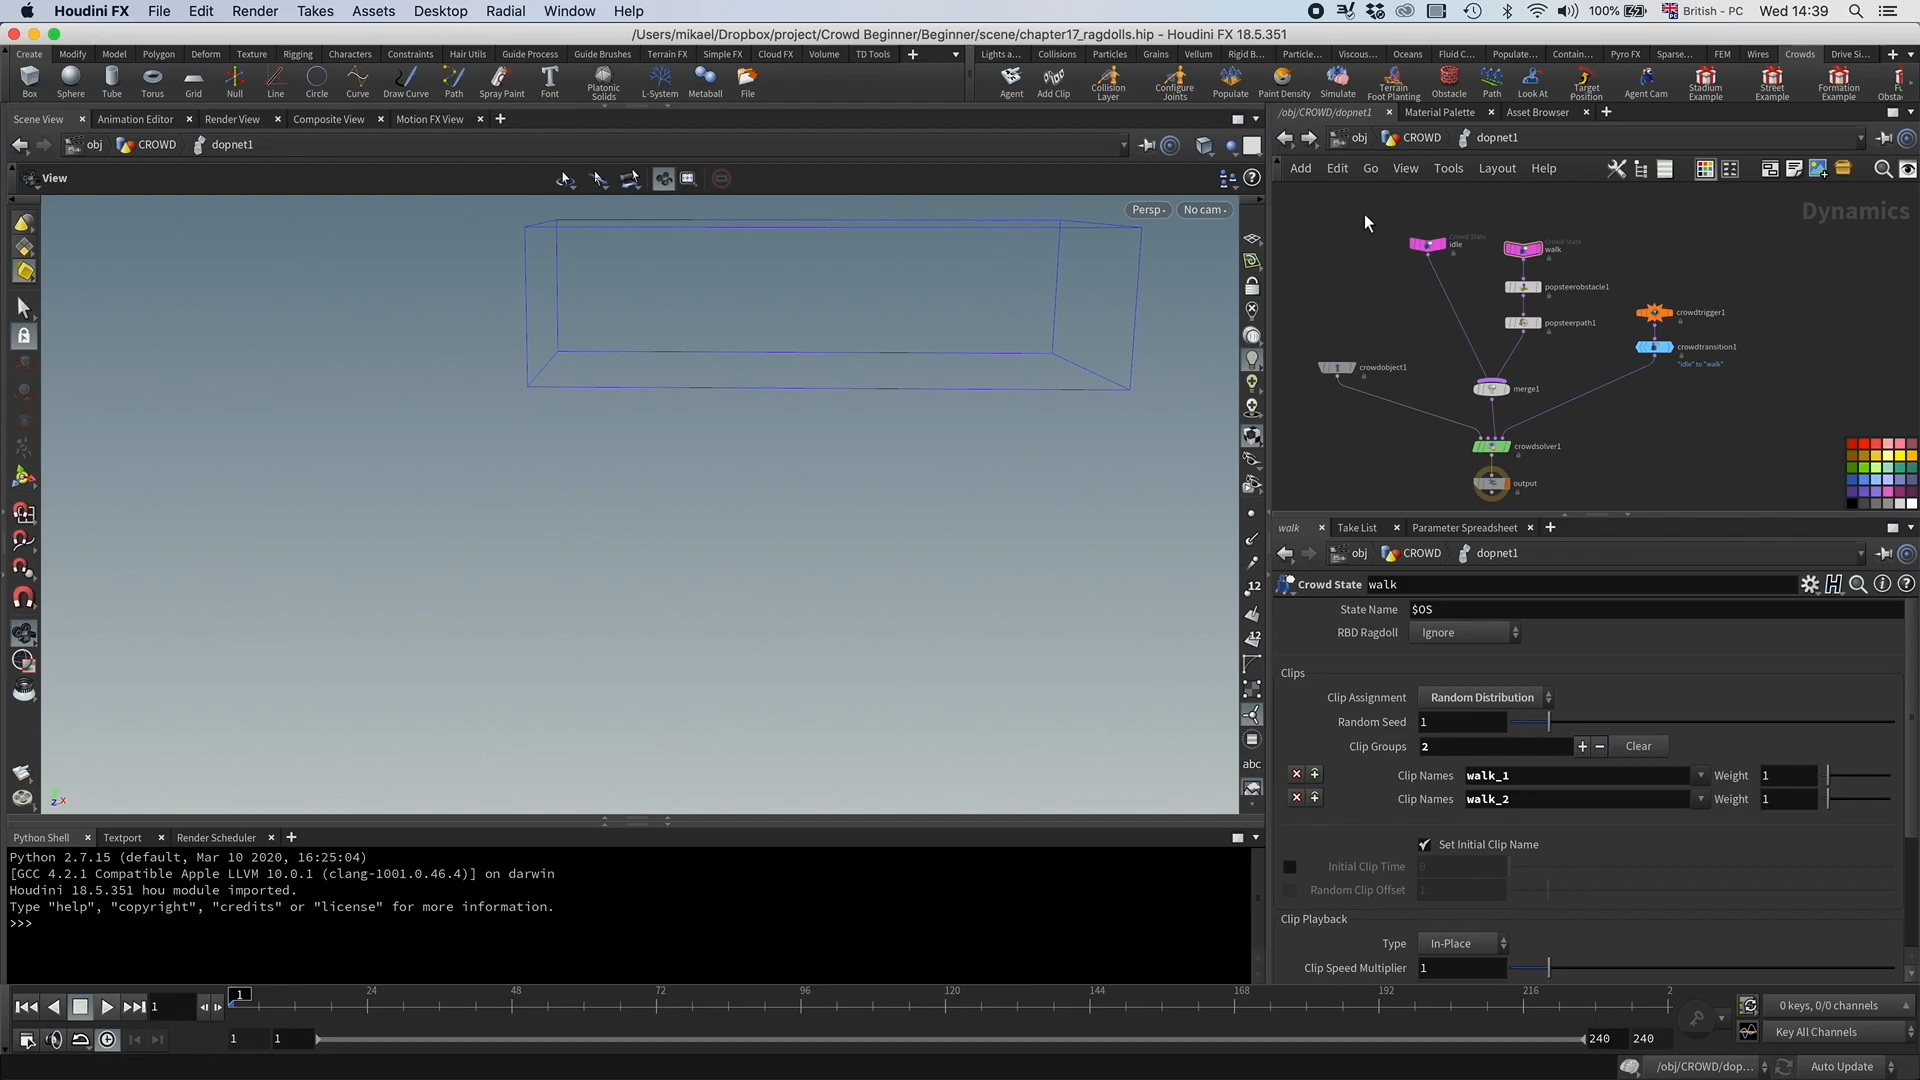 Houdini FX File Edit Render Takes Assets Desktop Radial Window Help 100% British - PC Wed 14:39
/Users/mikael/Dropbox/project/Crowd Beginner/Beginner/scene/chapter17_ragdolls.hip - Houdini FX 18.5.351
Create Modify Model Polygon Deform Texture Rigging Characters Constraints Hair Utils Guide Process Guide Brushes Terrain FX Simple FX Cloud FX Volume TD Tools
Lights a... Collisions Particles Grains Vellum Rigid B... Particle... Viscous... Oceans Fluid C... Populate... Contain... Pyro FX Sparse... FEM Wires Crowds Drive Si...
Box Sphere Tube Torus Grid Null Line Circle Curve Draw Curve Path Spray Paint Font Platonic Solids L-System Metaball File
Agent Add Clip Collision Layer Configure Joints Populate Paint Density Simulate Terrain Foot Planting Obstacle Path Look At Target Position Agent Cam Stadium Example Street Example Formation Example Obsta
Scene View Animation Editor Render View Composite View Motion FX View
/obj/CROWD/dopnet1 Material Palette Asset Browser
obj CROWD dopnet1
obj CROWD dopnet1
View
Add Edit Go View Tools Layout Help
Persp No cam
Dynamics
Crowd State
idle
Crowd State
walk
popsteerobstacle1
crowdtrigger1
popsteerpath1
crowdtransition1
"idle" to "walk"
crowdobject1
merge1
crowdsolver1
output
walk Take List Parameter Spreadsheet
obj CROWD dopnet1
Crowd State walk
State Name $OS
RBD Ragdoll Ignore
Clips
Clip Assignment Random Distribution
Random Seed 1
Clip Groups 2 Clear
Clip Names walk_1 Weight 1
Clip Names walk_2 Weight 1
Set Initial Clip Name
Initial Clip Time 0
Random Clip Offset 1
Clip Playback
Type In-Place
Clip Speed Multiplier 1
12
12
abc
z x
Python Shell Textport Render Scheduler
Python 2.7.15 (default, Mar 10 2020, 16:25:04)
[GCC 4.2.1 Compatible Apple LLVM 10.0.1 (clang-1001.0.46.4)] on darwin
Houdini 18.5.351 hou module imported.
Type "help", "copyright", "credits" or "license" for more information.
>>>
1 1 24 48 72 96 120 144 168 192 216 2
0 keys, 0/0 channels
1 1 240 240
Key All Channels
/obj/CROWD/dop... Auto Update